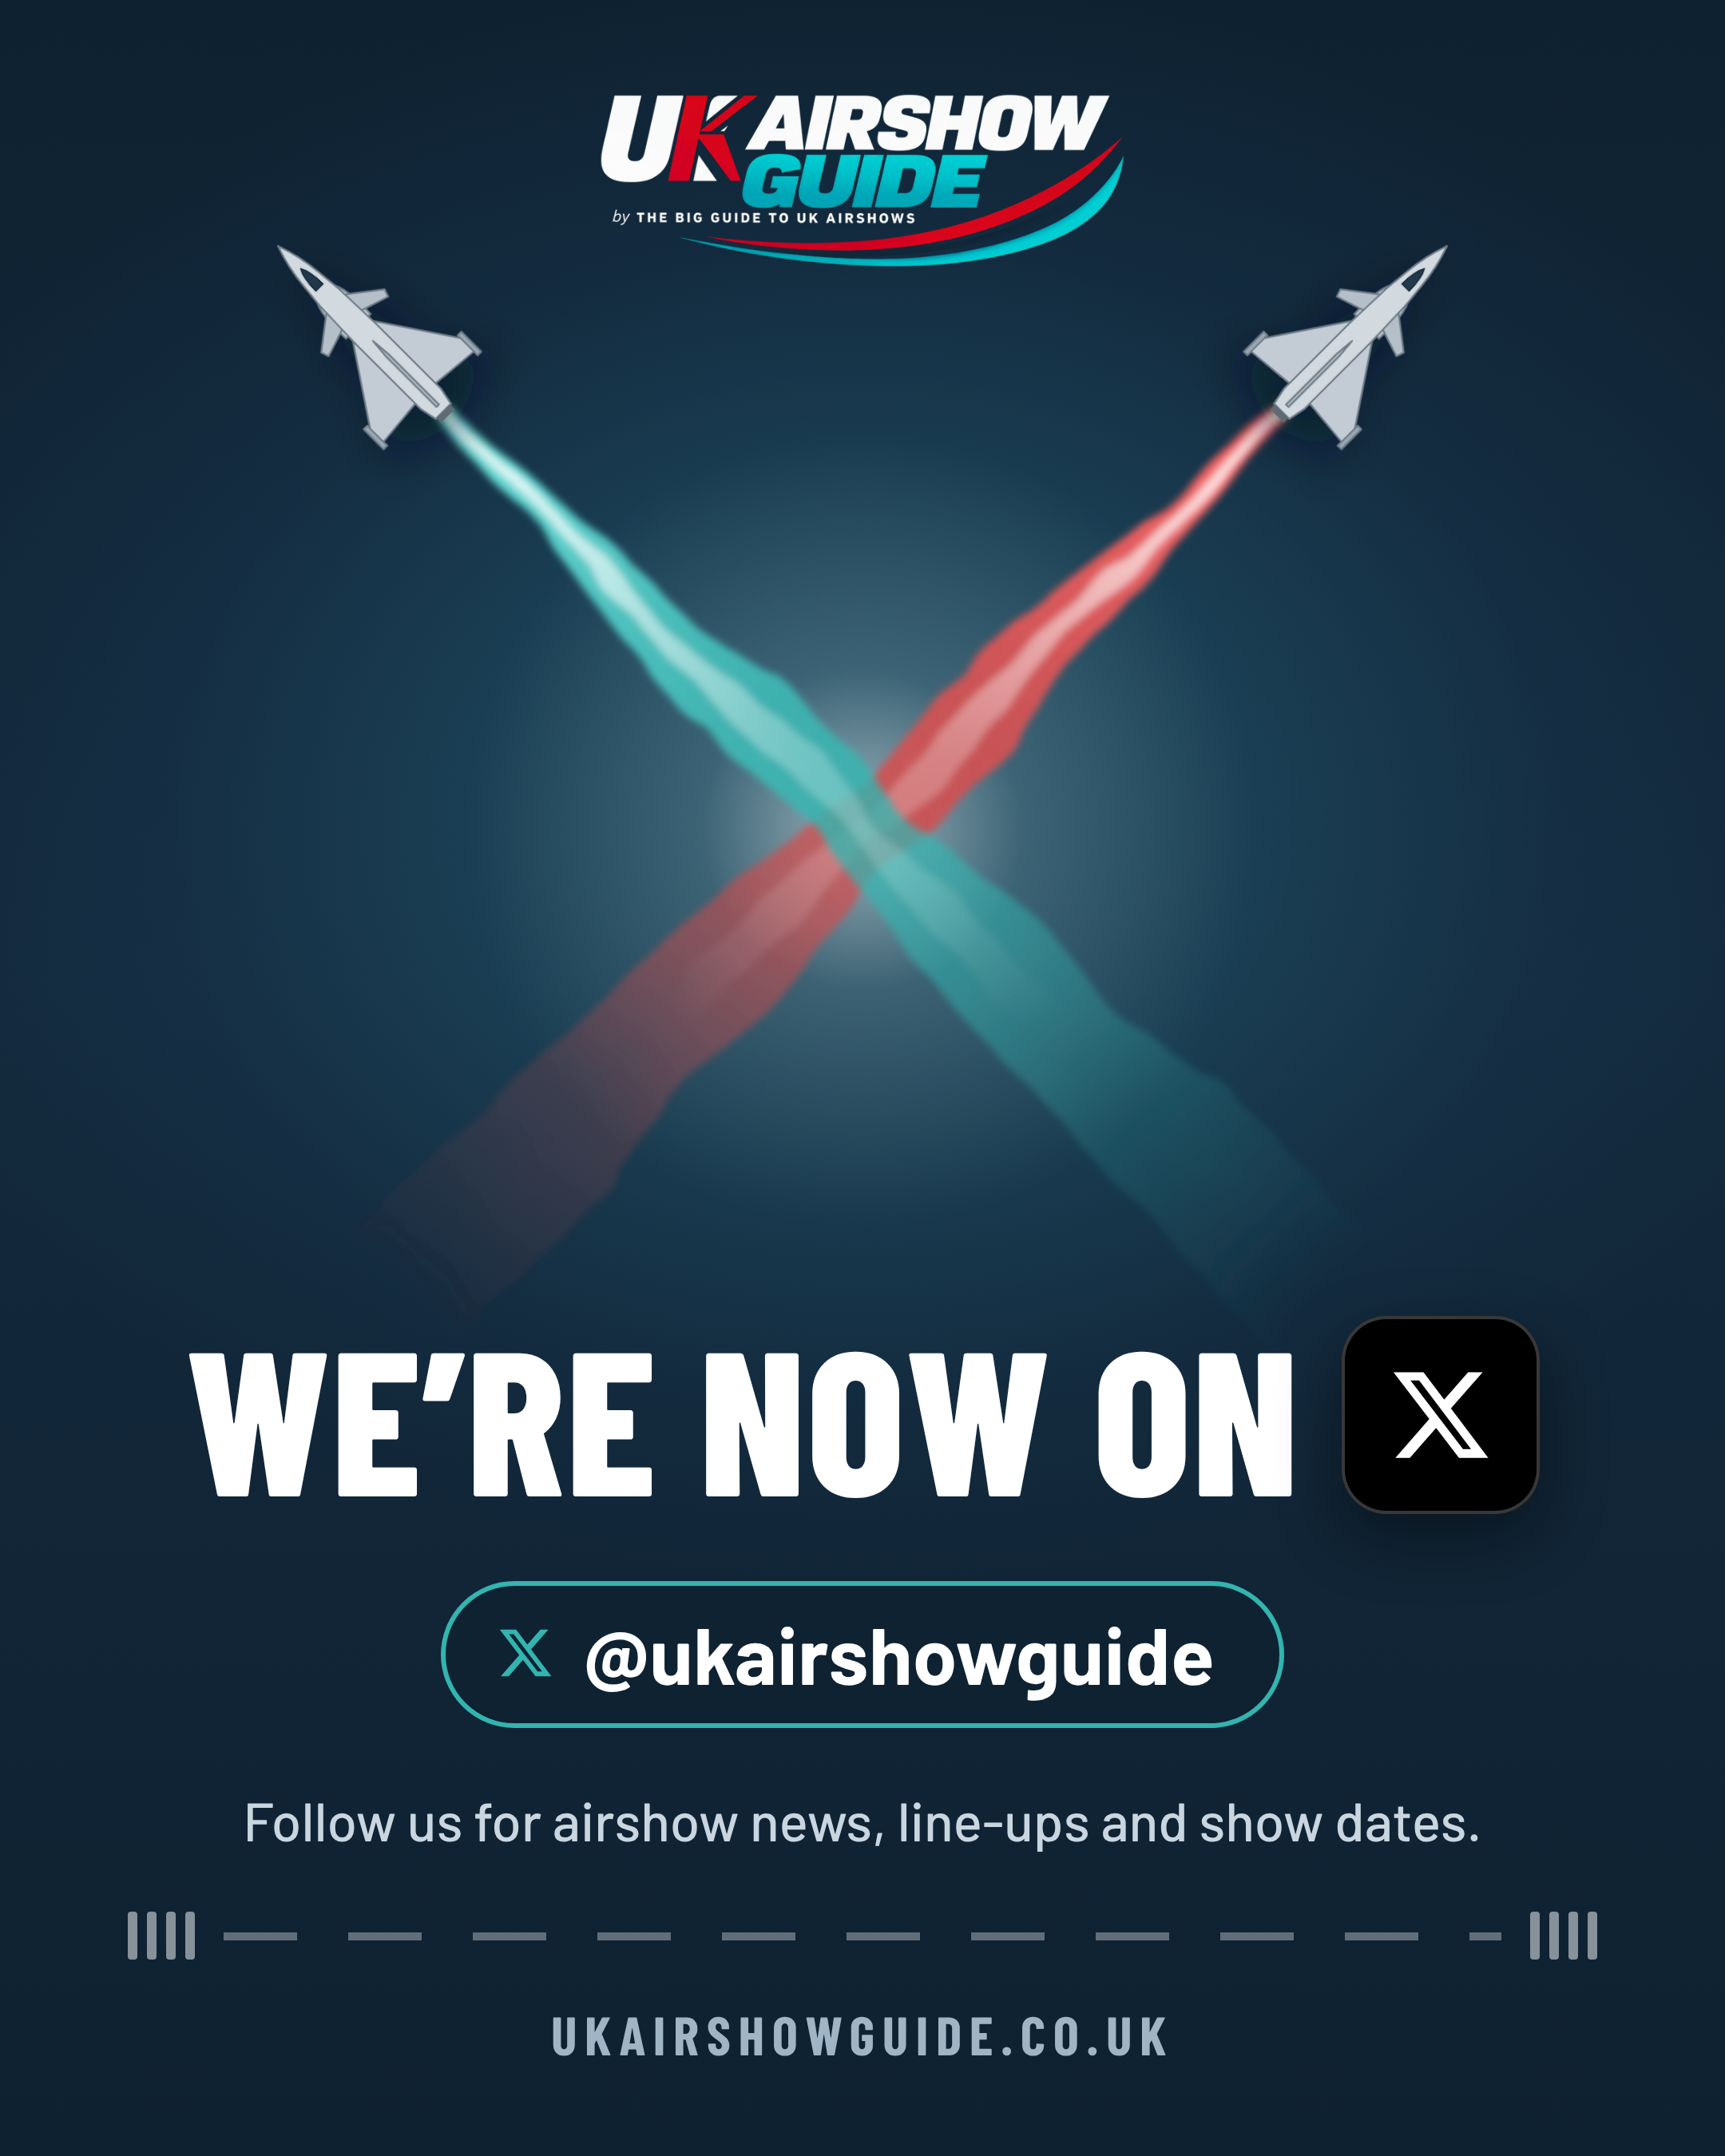 UK AIRSHOW
GUIDE
by THE BIG GUIDE TO UK AIRSHOWS
WE'RE NOW ON X
X @ukairshowguide
Follow us for airshow news, line-ups and show dates.
UKAIRSHOWGUIDE.CO.UK